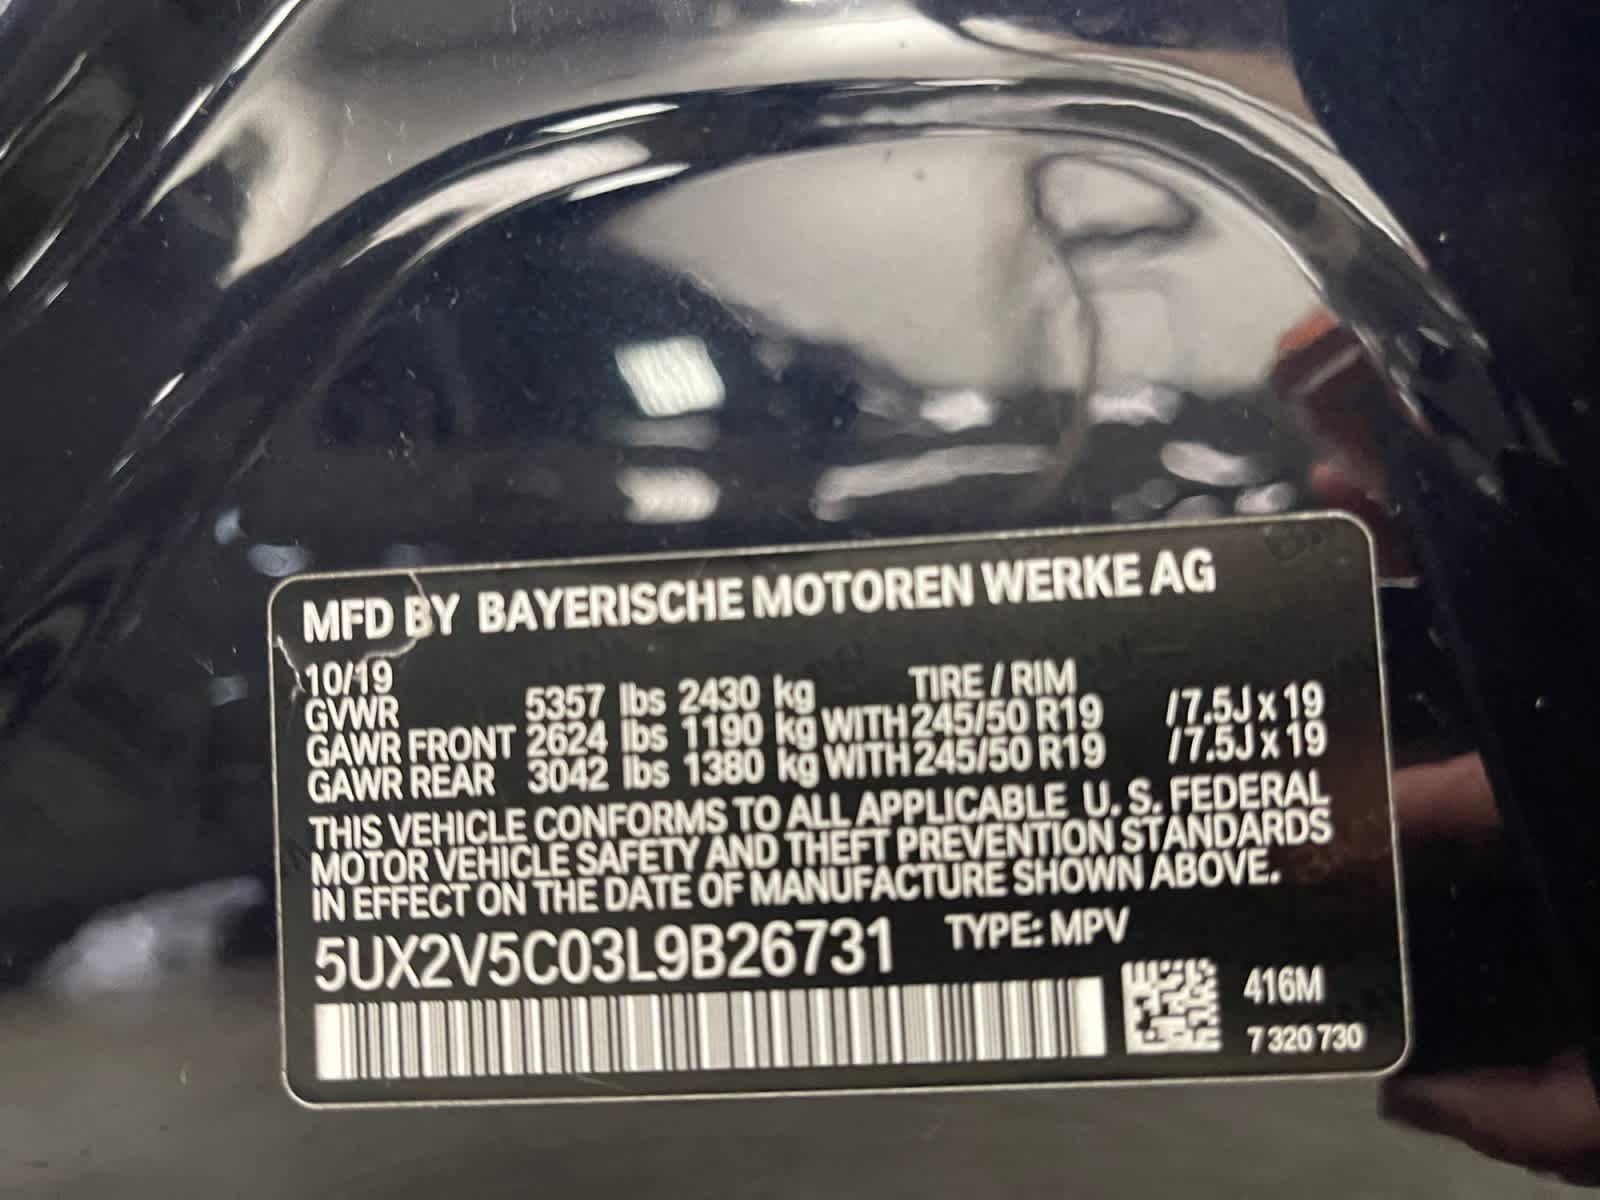 MFD BY BAYERISCHE MOTOREN WERKE AG
10/19 TIRE / RIM
GVWR 5357 lbs 2430 kg
GAWR FRONT 2624 lbs 1190 kg WITH 245/50 R19 /7.5J x 19
GAWR REAR 3042 lbs 1380 kg WITH 245/50 R19 /7.5J x 19
THIS VEHICLE CONFORMS TO ALL APPLICABLE U. S. FEDERAL
MOTOR VEHICLE SAFETY AND THEFT PREVENTION STANDARDS
IN EFFECT ON THE DATE OF MANUFACTURE SHOWN ABOVE.
5UX2V5C03L9B26731 TYPE: MPV
416M
7 320 730